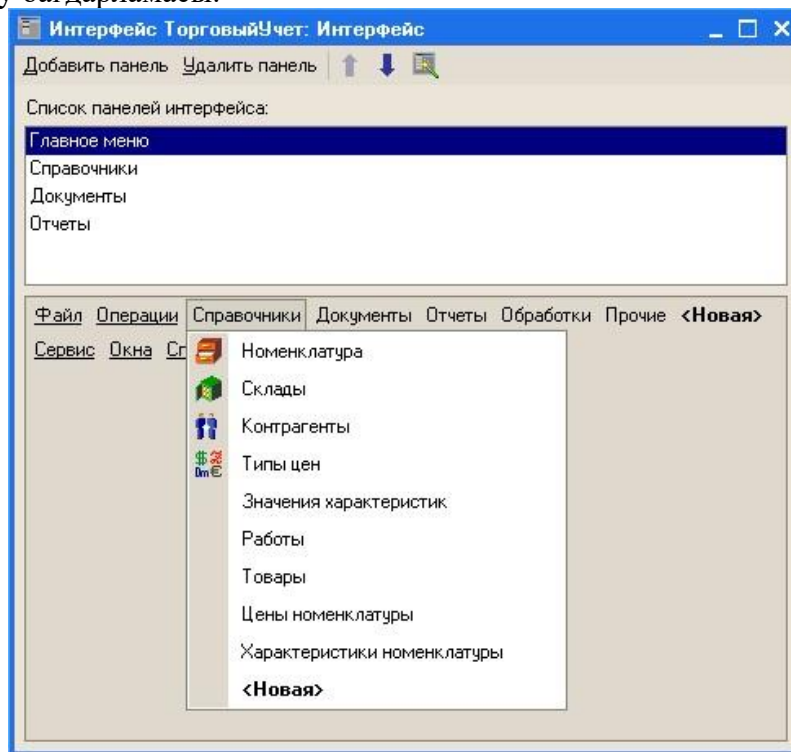 у бағдарламасы.
Интерфейс ТорговыйУчет: Интерфейс
Добавить панель Удалить панель
Список панелей интерфейса:
Главное меню
Справочники
Документы
Отчеты
Файл Операции Справочники Документы Отчеты Обработки Прочие <Новая>
Сервис Окна Сп
Номенклатура
Склады
Контрагенты
Типы цен
Значения характеристик
Работы
Товары
Цены номенклатуры
Характеристики номенклатуры
<Новая>